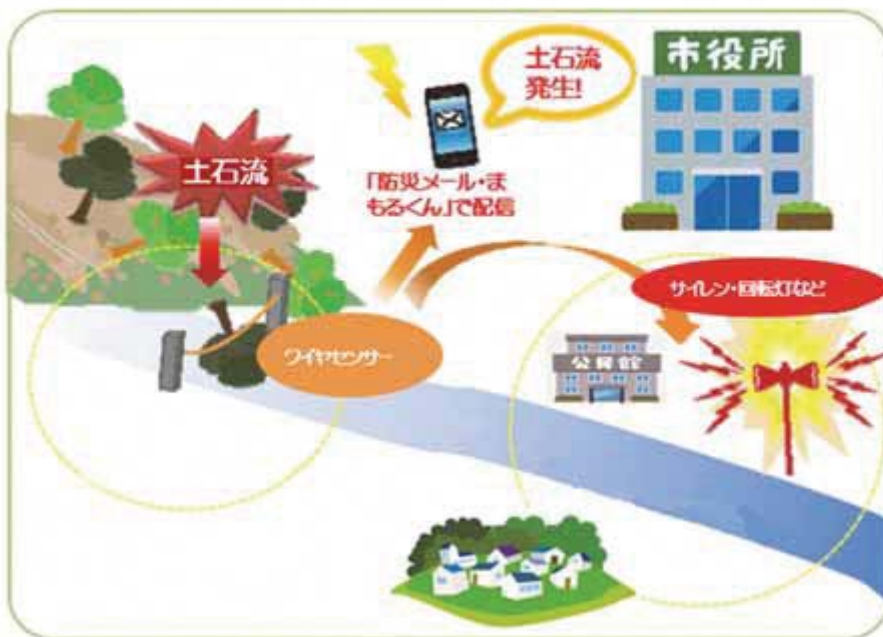 土石流
発生!
市役所
土石流
「防災メール・ま
もるくん」で配信
サイレン・回転灯など
ワイヤセンサー
公民館